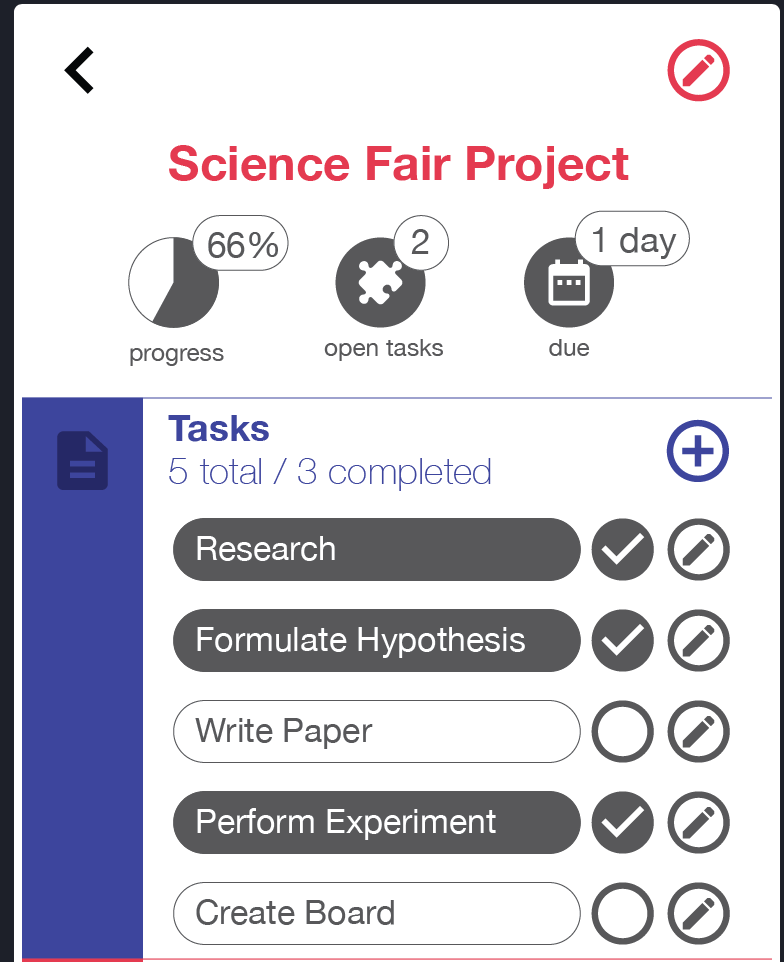 Science Fair Project
66%
2
1 day
progress
open tasks
due
Tasks
5 total / 3 completed
Research
Formulate Hypothesis
Write Paper
Perform Experiment
Create Board